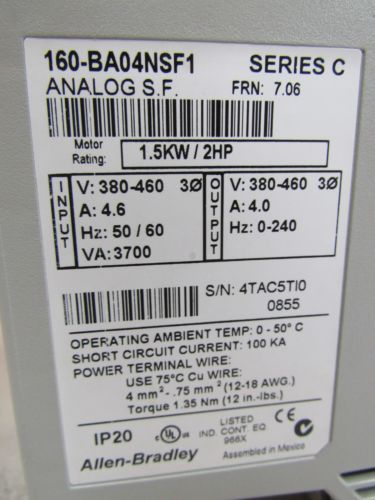 160-BA04NSF1 SERIES C
ANALOG S.F. FRN: 7.06
Motor Rating: 1.5KW / 2HP
INPUT
V: 380-460 3Ø
A: 4.6
Hz: 50 / 60
VA: 3700
OUTPUT
V: 380-460 3Ø
A: 4.0
Hz: 0-240
S/N: 4TAC5TI0
0855
OPERATING AMBIENT TEMP: 0 - 50° C
SHORT CIRCUIT CURRENT: 100 KA
POWER TERMINAL WIRE:
USE 75°C Cu WIRE:
4 mm² - .75 mm² (12-18 AWG.)
Torque 1.35 Nm (12 in.-lbs.)
IP20 c UL us LISTED IND. CONT. EQ 966X CE
Allen-Bradley Assembled in Mexico